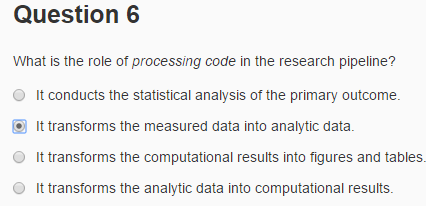 Question 6
What is the role of processing code in the research pipeline?
It conducts the statistical analysis of the primary outcome.
It transforms the measured data into analytic data.
It transforms the computational results into figures and tables.
It transforms the analytic data into computational results.